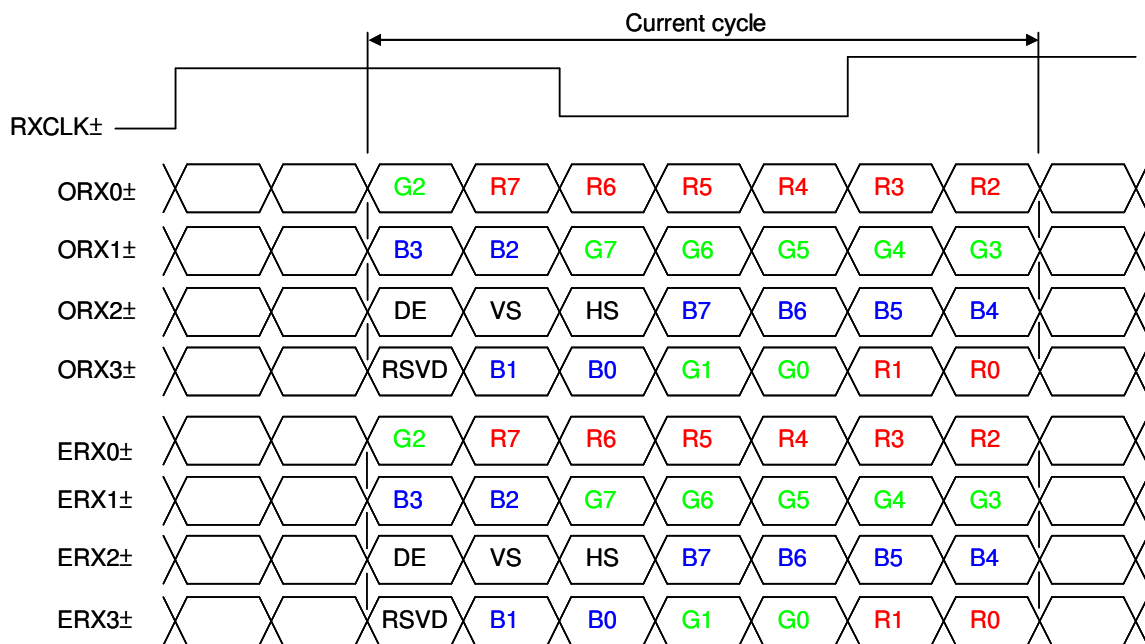 Current cycle
RXCLK±
ORX0± G2 R7 R6 R5 R4 R3 R2
ORX1± B3 B2 G7 G6 G5 G4 G3
ORX2± DE VS HS B7 B6 B5 B4
ORX3± RSVD B1 B0 G1 G0 R1 R0
ERX0± G2 R7 R6 R5 R4 R3 R2
ERX1± B3 B2 G7 G6 G5 G4 G3
ERX2± DE VS HS B7 B6 B5 B4
ERX3± RSVD B1 B0 G1 G0 R1 R0